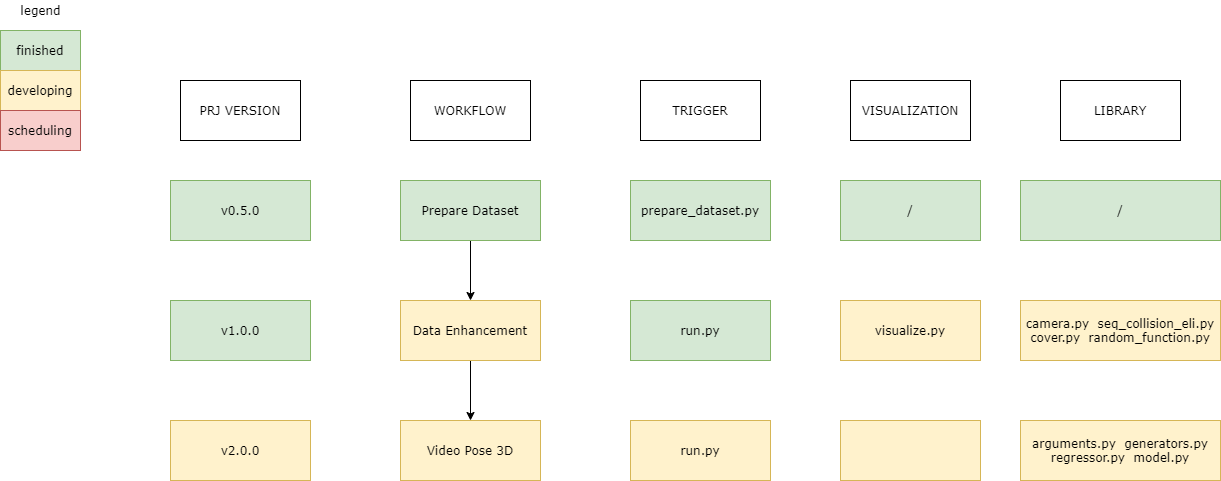 legend
finished
developing
scheduling
PRJ VERSION
WORKFLOW
TRIGGER
VISUALIZATION
LIBRARY
v0.5.0
Prepare Dataset
prepare_dataset.py
/
/
v1.0.0
Data Enhancement
run.py
visualize.py
camera.py seq_collision_eli.py
cover.py random_function.py
v2.0.0
Video Pose 3D
run.py
arguments.py generators.py
regressor.py model.py